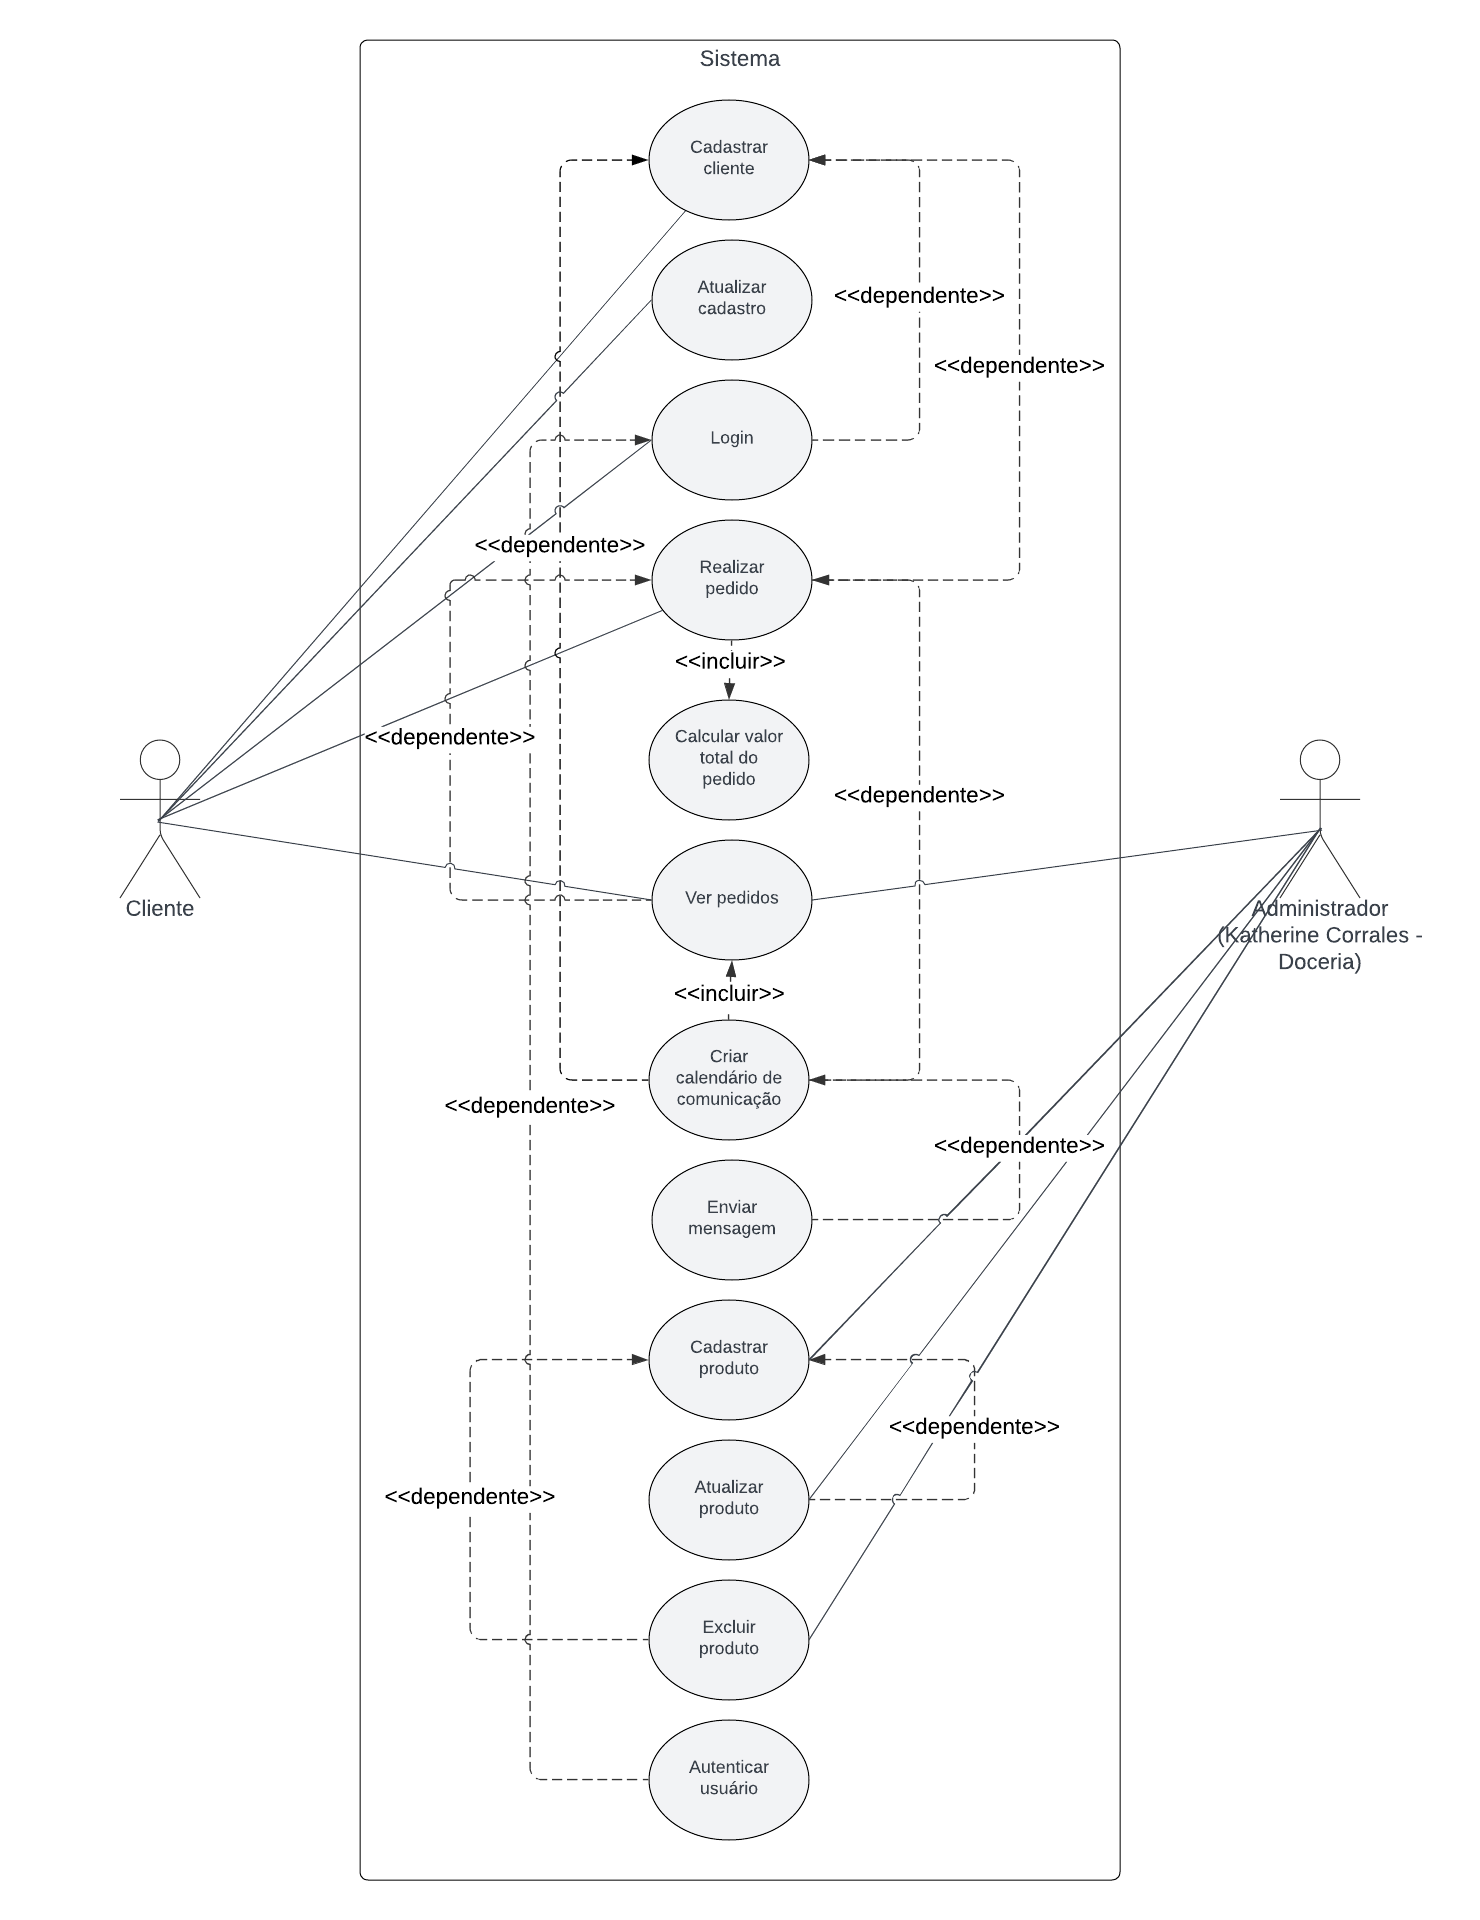 Sistema
Cadastrar
cliente
Atualizar
cadastro
<<dependente>>
<<dependente>>
Login
<<dependente>>
Realizar
pedido
<<incluir>>
Calcular valor
total do
pedido
<<dependente>>
<<dependente>>
Ver pedidos
Cliente
Administrador
(Katherine Corrales -
Doceria)
<<incluir>>
Criar
calendário de
comunicação
<<dependente>>
<<dependente>>
Enviar
mensagem
Cadastrar
produto
<<dependente>>
Atualizar
produto
<<dependente>>
Excluir
produto
Autenticar
usuário